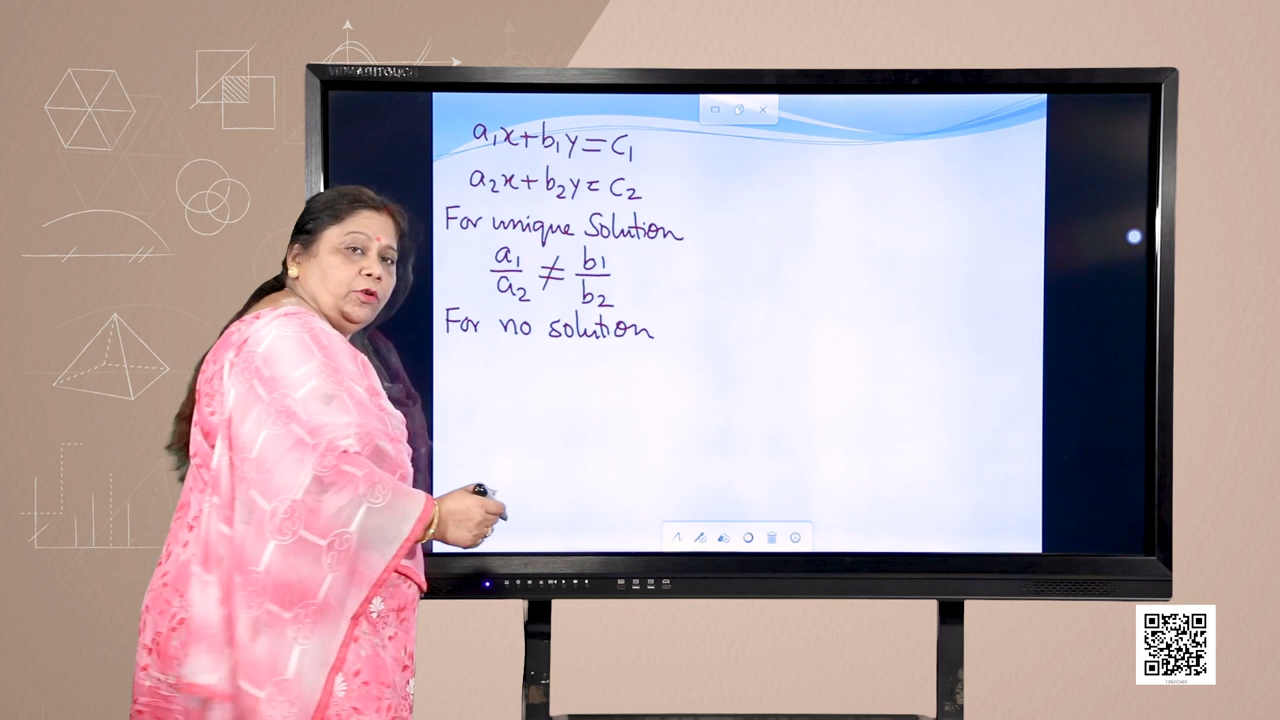 a₁x+b₁y=c₁
a₂x+b₂y=c₂
For unique Solution
a₁/a₂ ≠ b₁/b₂
For no solution